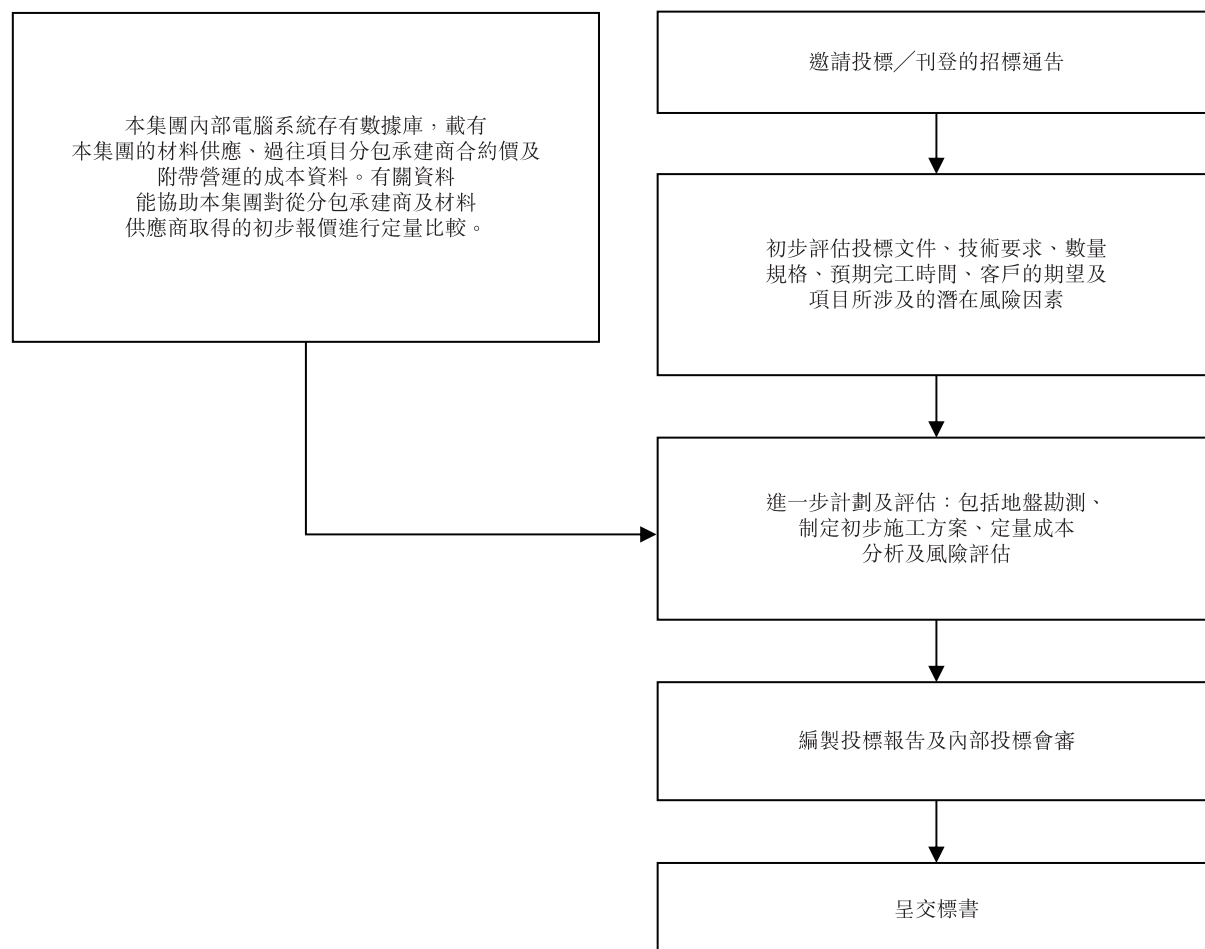 本集團內部電腦系統存有數據庫，載有
本集團的材料供應、過往項目分包承建商合約價及
附帶營運的成本資料。有關資料
能協助本集團對從分包承建商及材料
供應商取得的初步報價進行定量比較。
邀請投標／刊登的招標通告
初步評估投標文件、技術要求、數量
規格、預期完工時間、客戶的期望及
項目所涉及的潛在風險因素
進一步計劃及評估：包括地盤勘測、
制定初步施工方案、定量成本
分析及風險評估
編製投標報告及內部投標會審
呈交標書